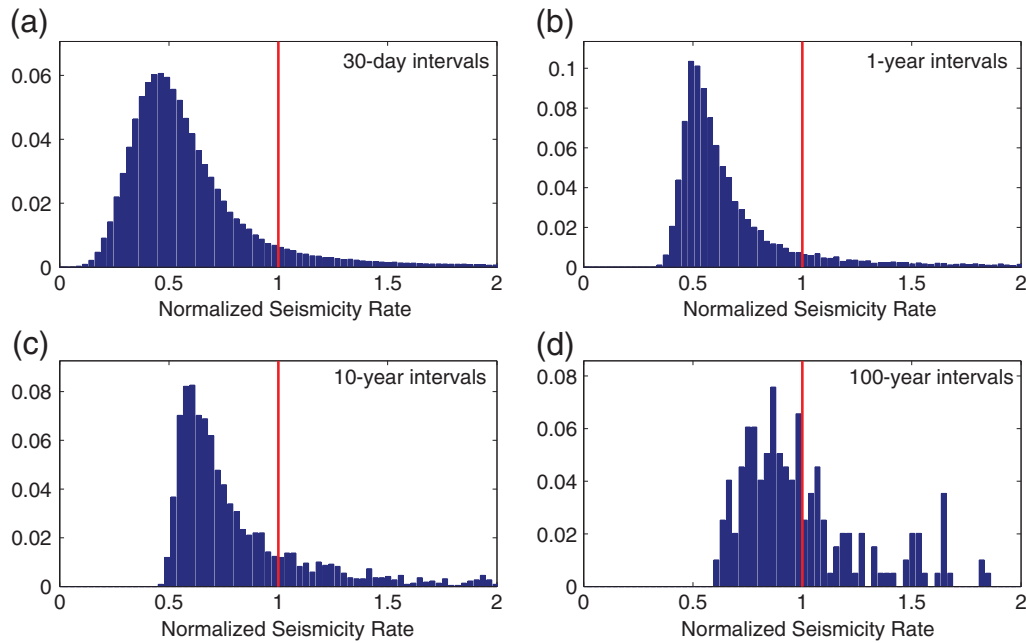 (a)
30-day intervals
0.06
0.04
0.02
0
0 0.5 1 1.5 2
Normalized Seismicity Rate
(b)
1-year intervals
0.1
0.08
0.06
0.04
0.02
0
0 0.5 1 1.5 2
Normalized Seismicity Rate
(c)
10-year intervals
0.08
0.06
0.04
0.02
0
0 0.5 1 1.5 2
Normalized Seismicity Rate
(d)
100-year intervals
0.08
0.06
0.04
0.02
0
0 0.5 1 1.5 2
Normalized Seismicity Rate